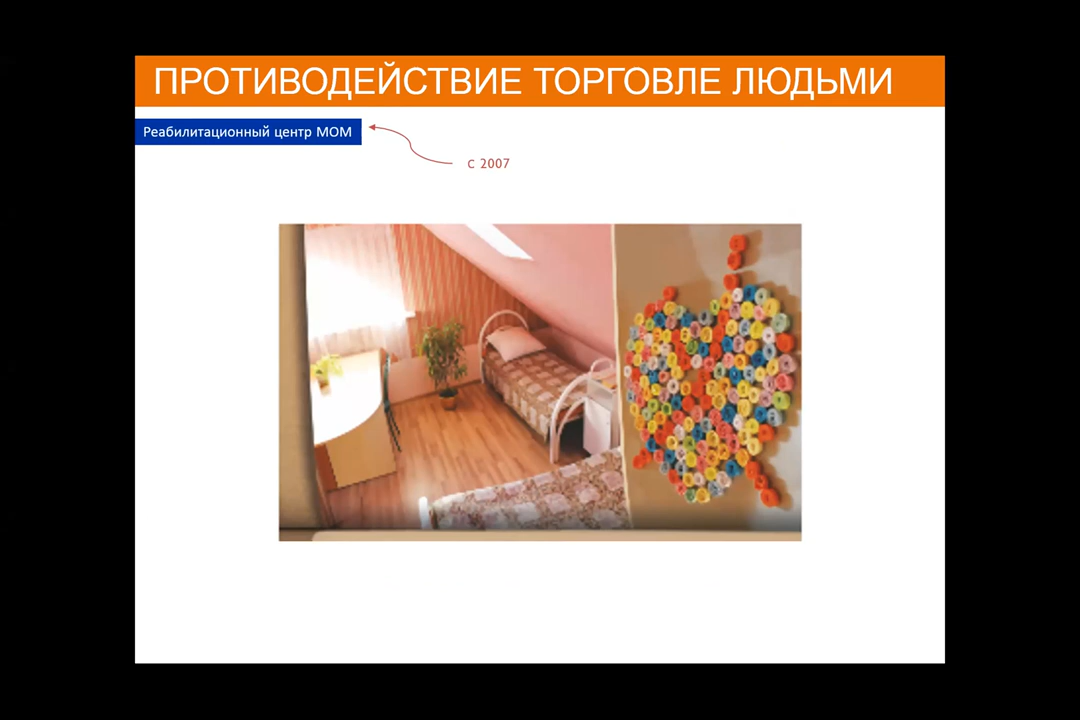 ПРОТИВОДЕЙСТВИЕ ТОРГОВЛЕ ЛЮДЬМИ
Реабилитационный центр МОМ
С 2007